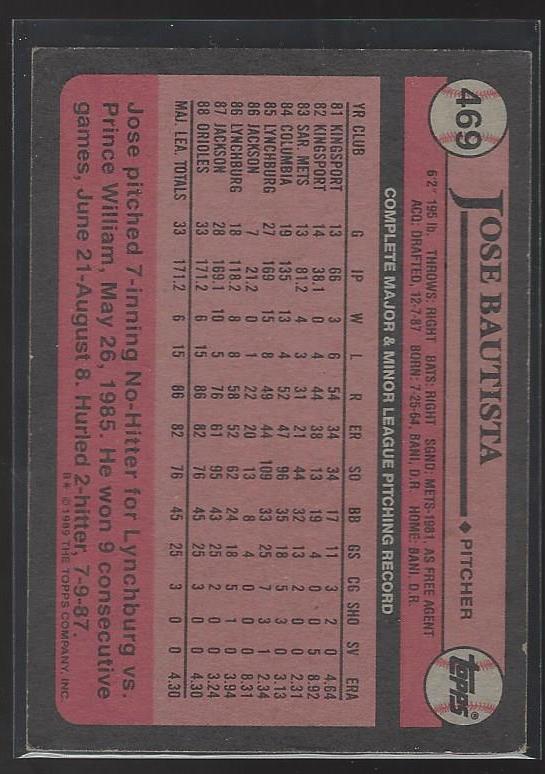 469
JOSE BAUTISTA ◆ PITCHER
topps®
6'2" 195 lb. THROWS: RIGHT BATS: RIGHT SGND: METS-1981, AS FREE AGENT
ACQ: DRAFTED, 12-7-87 BORN: 7-25-64, BANI, D.R. HOME: BANI, D.R.
COMPLETE MAJOR & MINOR LEAGUE PITCHING RECORD
YR CLUB G IP W L R ER SO BB GS CG SHO SV ERA
81 KINGSPORT 13 66 3 6 54 34 34 17 11 3 2 0 4.64
82 KINGSPORT 14 38.1 0 4 44 38 13 19 4 0 0 5 8.92
83 SAR. METS 13 81.2 4 3 31 21 44 32 13 2 0 0 2.31
84 COLUMBIA 19 135 13 4 52 47 96 35 18 5 3 0 3.13
85 LYNCHBURG 27 169 15 8 49 44 109 33 25 7 3 1 2.34
86 JACKSON 7 21.2 0 1 22 20 13 8 4 0 0 0 8.31
86 LYNCHBURG 18 118.2 8 8 58 52 62 24 18 5 1 0 3.94
87 JACKSON 28 169.1 10 5 76 61 95 43 25 2 0 0 3.24
88 ORIOLES 33 171.2 6 15 86 82 76 45 25 3 0 0 4.30
MAJ. LEA. TOTALS 33 171.2 6 15 86 82 76 45 25 3 0 0 4.30
Jose pitched 7-inning No-Hitter for Lynchburg vs.
Prince William, May 26, 1985. He won 9 consecutive
games, June 21-August 8. Hurled 2-hitter, 7-9-87.
B* © 1989 THE TOPPS COMPANY, INC.